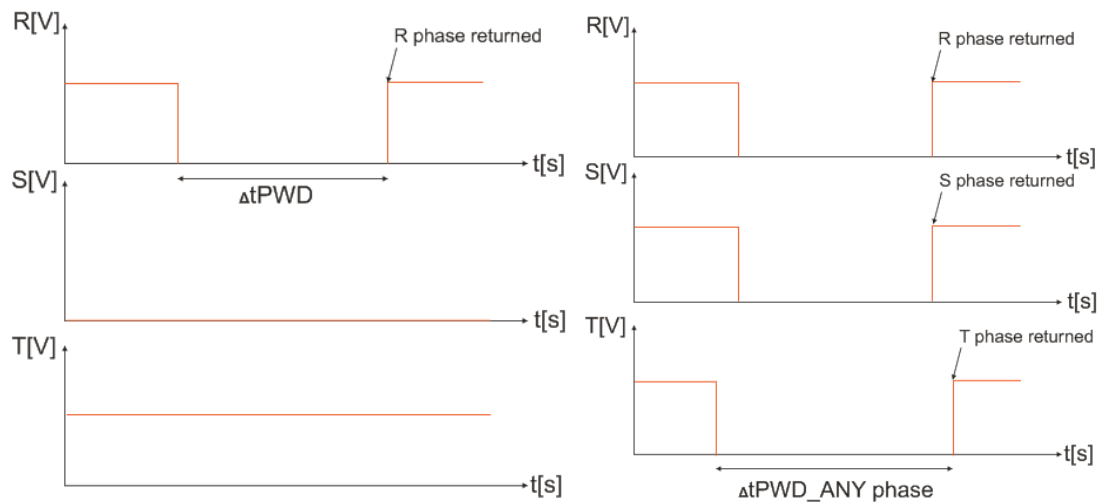 R[V]
R phase returned
t[s]
ΔtPWD
S[V]
t[s]
T[V]
t[s]
R[V]
R phase returned
t[s]
S[V]
S phase returned
t[s]
T[V]
T phase returned
t[s]
ΔtPWD_ANY phase